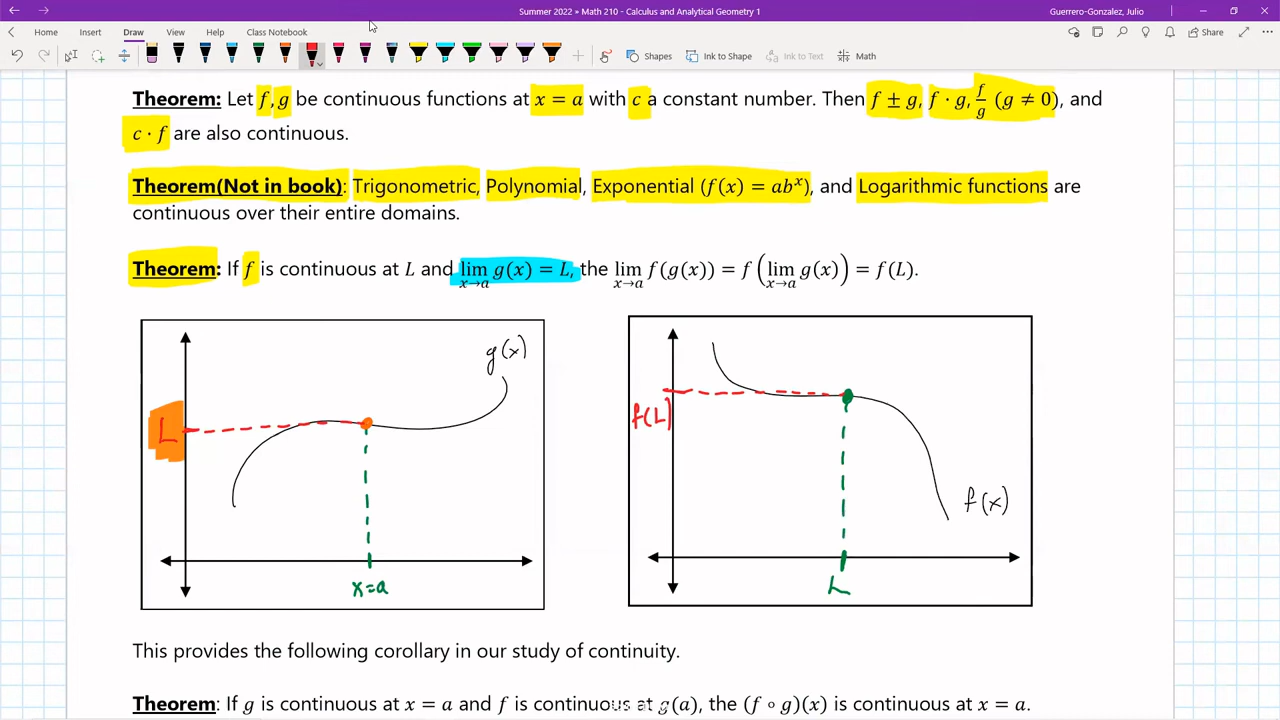 Summer 2022 » Math 210 - Calculus and Analytical Geometry 1
Guerrero-Gonzalez, Julio
Home Insert Draw View Help Class Notebook
Share
Shapes Ink to Shape Ink to Text Math
Theorem: Let f, g be continuous functions at x = a with c a constant number. Then f ± g, f · g, f/g (g ≠ 0), and
c · f are also continuous.
Theorem(Not in book): Trigonometric, Polynomial, Exponential (f(x) = abˣ), and Logarithmic functions are
continuous over their entire domains.
Theorem: If f is continuous at L and lim x→a g(x) = L, the lim x→a f(g(x)) = f(lim x→a g(x)) = f(L).
g(x)
L
x=a
f(L)
f(x)
L
This provides the following corollary in our study of continuity.
Theorem: If g is continuous at x = a and f is continuous at g(a), the (f ∘ g)(x) is continuous at x = a.